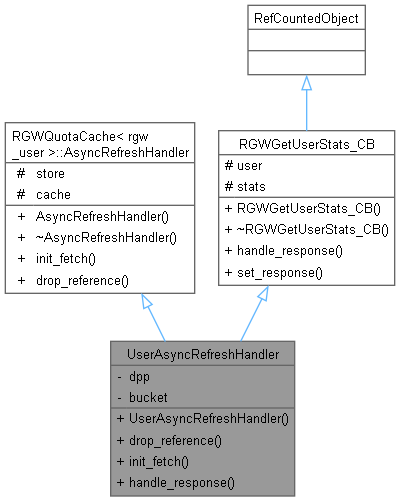 RefCountedObject
RGWQuotaCache< rgw
_user >::AsyncRefreshHandler
# store
# cache
+ AsyncRefreshHandler()
+ ~AsyncRefreshHandler()
+ init_fetch()
+ drop_reference()
RGWGetUserStats_CB
# user
# stats
+ RGWGetUserStats_CB()
+ ~RGWGetUserStats_CB()
+ handle_response()
+ set_response()
UserAsyncRefreshHandler
- dpp
- bucket
+ UserAsyncRefreshHandler()
+ drop_reference()
+ init_fetch()
+ handle_response()